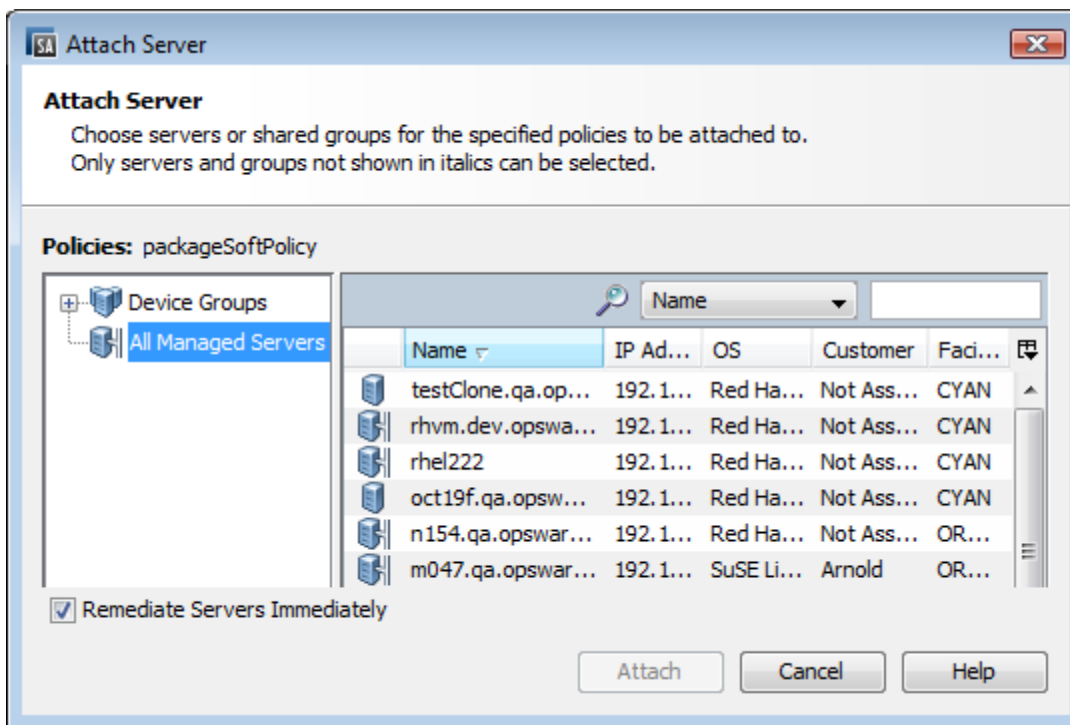 SA Attach Server
Attach Server
Choose servers or shared groups for the specified policies to be attached to.
Only servers and groups not shown in italics can be selected.
Policies: packageSoftPolicy
Device Groups
All Managed Servers
Name
Name IP Ad... OS Customer Faci...
testClone.qa.op... 192.1... Red Ha... Not Ass... CYAN
rhvm.dev.opswa... 192.1... Red Ha... Not Ass... CYAN
rhel222 192.1... Red Ha... Not Ass... CYAN
oct19f.qa.opsw... 192.1... Red Ha... Not Ass... CYAN
n154.qa.opswar... 192.1... Red Ha... Not Ass... OR...
m047.qa.opswar... 192.1... SuSE Li... Arnold OR...
Remediate Servers Immediately
Attach Cancel Help